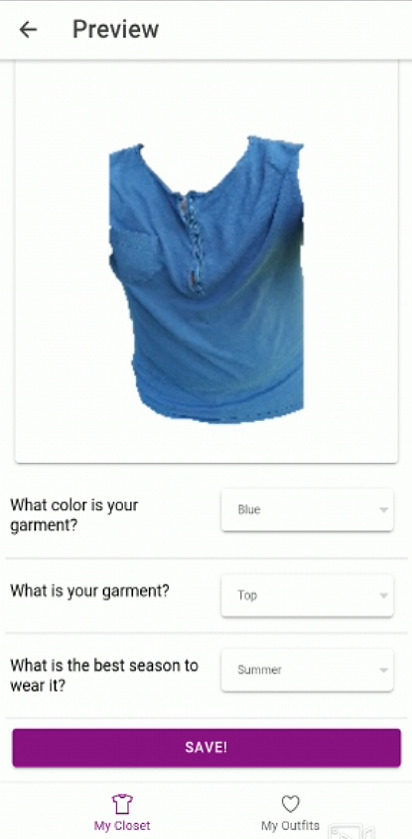 Preview
What color is your
garment?
Blue
What is your garment?
Top
What is the best season to
wear it?
Summer
SAVE!
My Closet
My Outfits